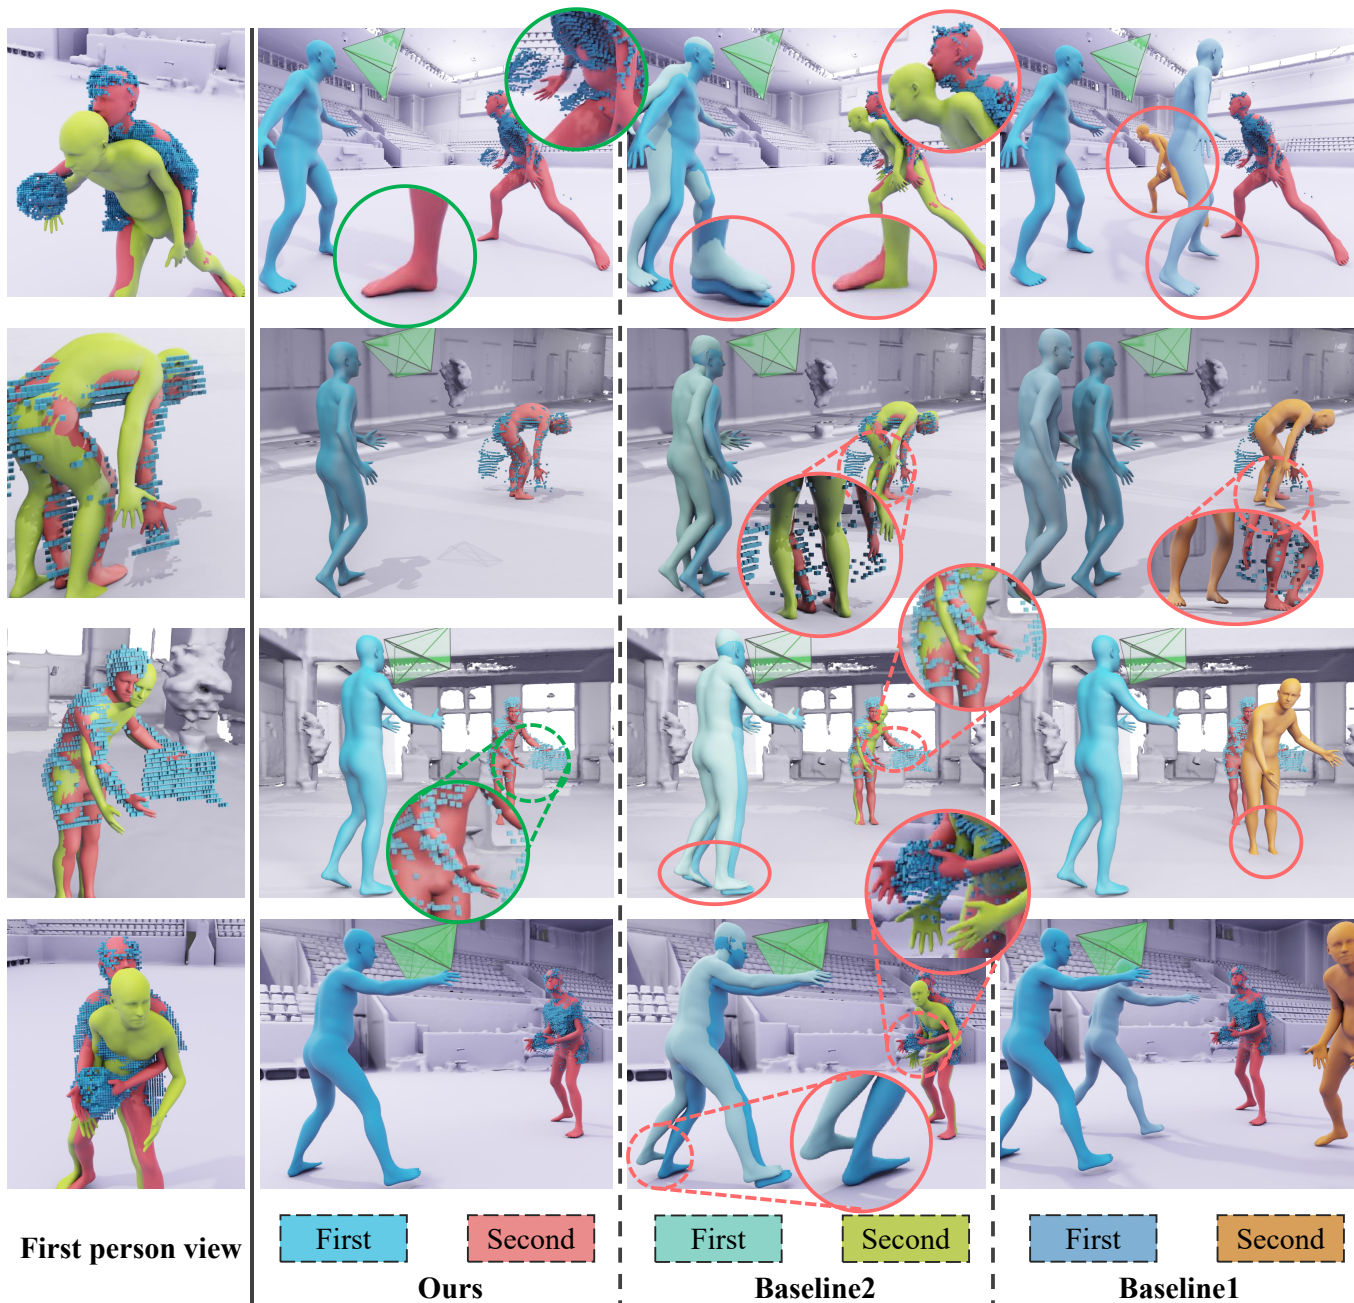 First person view
First
Second
First
Second
First
Second
Ours
Baseline2
Baseline1